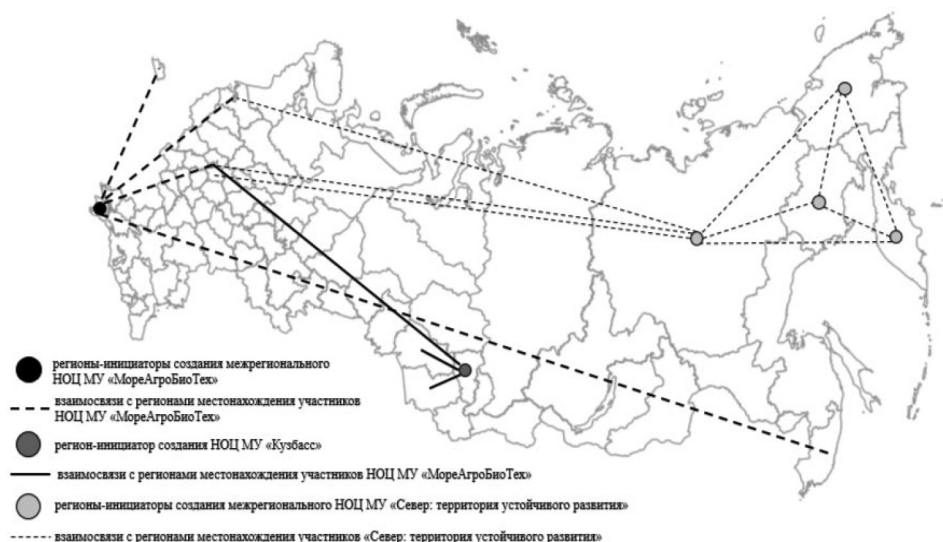 регионы-инициаторы создания межрегионального
НОЦ МУ «МореАгроБиоТех»
взаимосвязи с регионами местонахождения участников
НОЦ МУ «МореАгроБиоТех»
регион-инициатор создания НОЦ МУ «Кузбасс»
взаимосвязи с регионами местонахождения участников НОЦ МУ «МореАгроБиоТех»
регионы-инициаторы создания межрегионального НОЦ МУ «Север: территория устойчивого развития»
взаимосвязи с регионами местонахождения участников «Север: территория устойчивого развития»